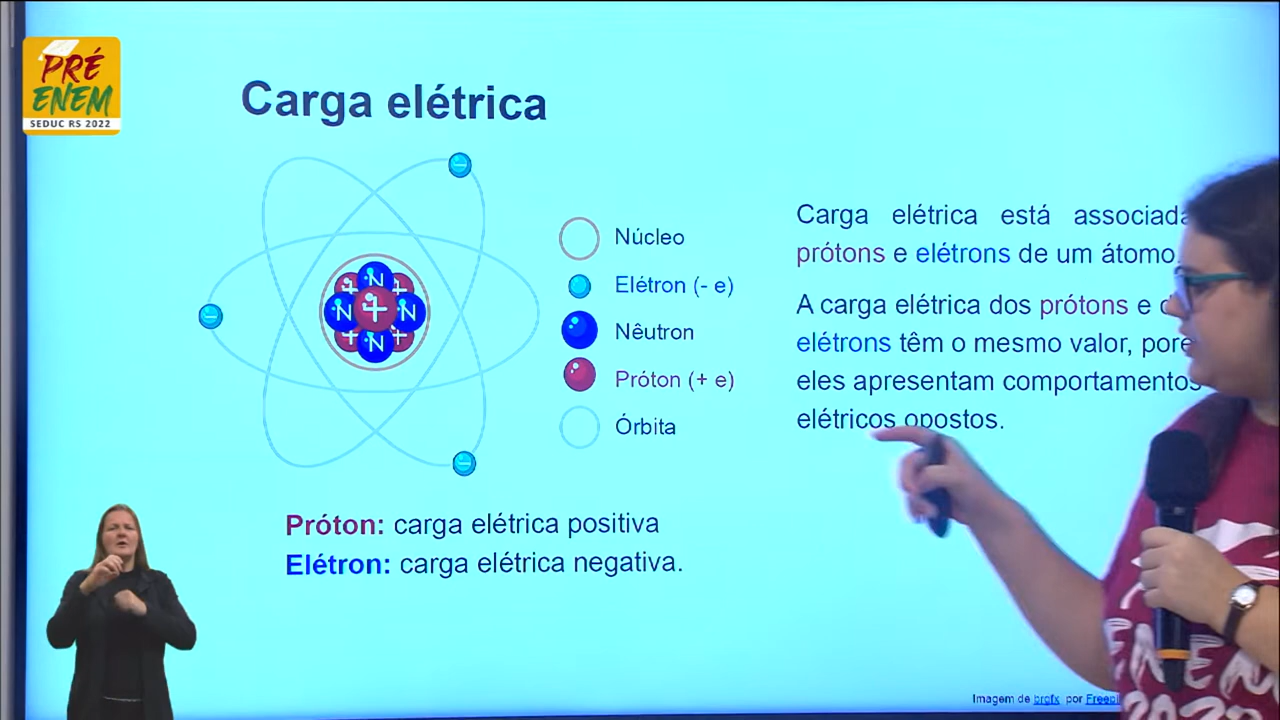 PRÉ
ENEM
SEDUC RS 2022
Carga elétrica
Núcleo
Elétron (- e)
Nêutron
Próton (+ e)
Órbita
N
N
N
N
Carga elétrica está associada
prótons e elétrons de um átomo.
A carga elétrica dos prótons e
elétrons têm o mesmo valor,
eles apresentam comportamentos
elétricos opostos.
Próton: carga elétrica positiva
Elétron: carga elétrica negativa.
Imagem de brgfx por